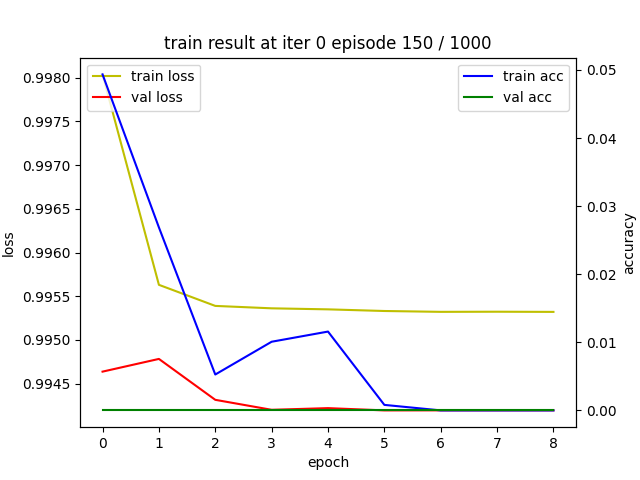 train result at iter 0 episode 150 / 1000
train loss
val loss
train acc
val acc
0.9980
0.9975
0.9970
0.9965
0.9960
0.9955
0.9950
0.9945
loss
0.05
0.04
0.03
0.02
0.01
0.00
accuracy
0 1 2 3 4 5 6 7 8
epoch